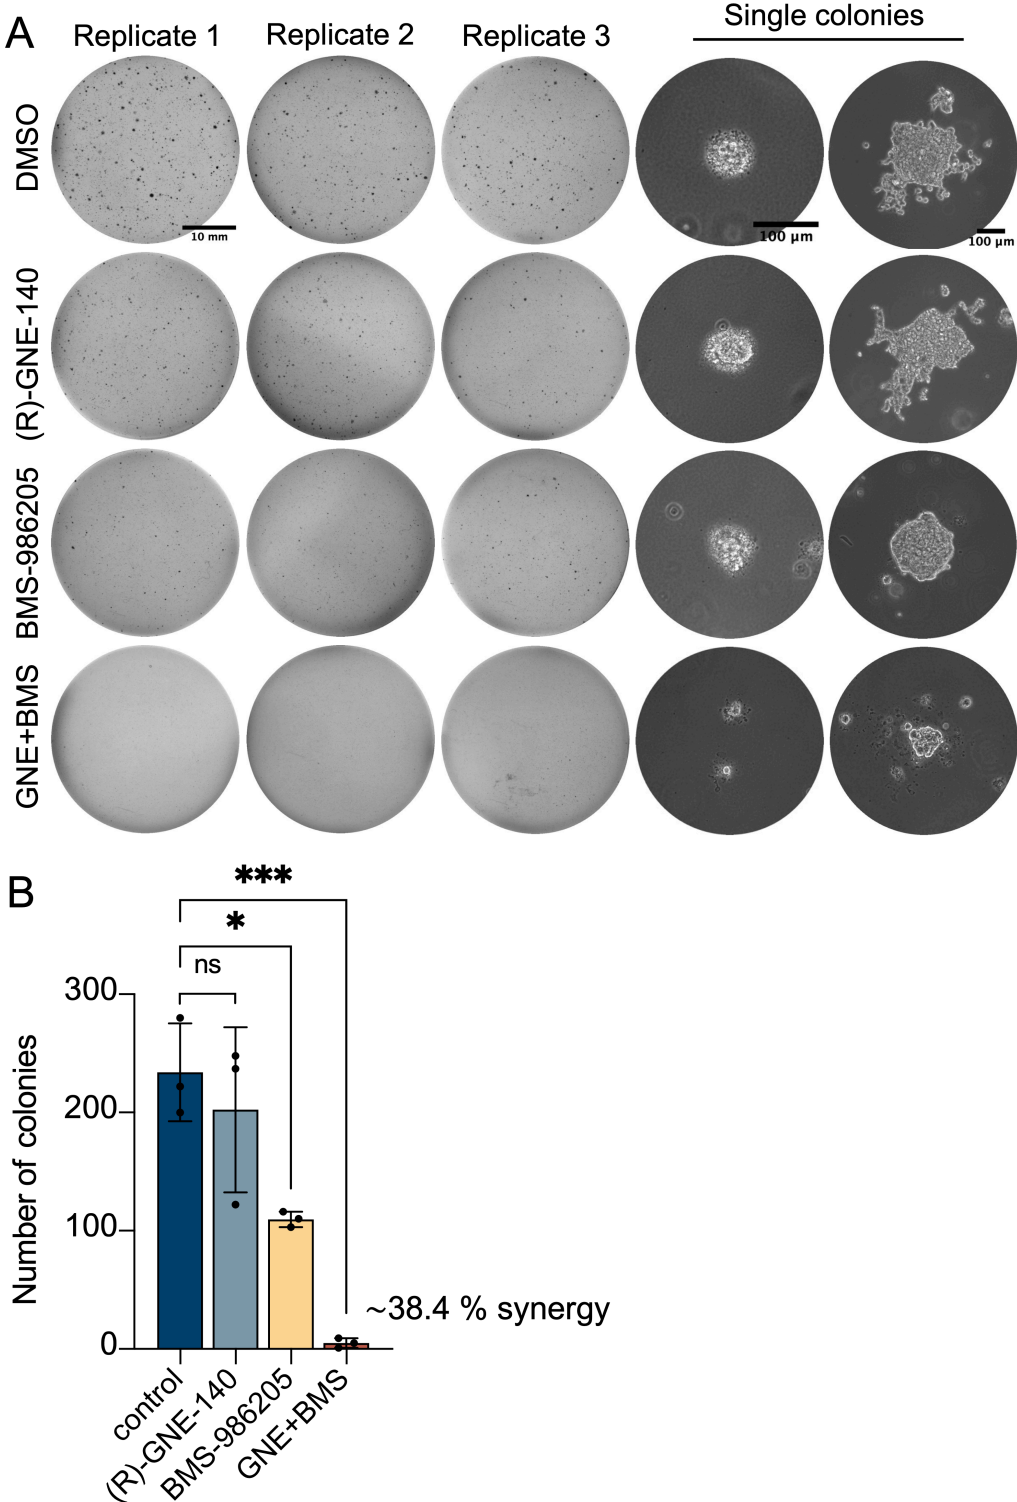 A
Replicate 1
Replicate 2
Replicate 3
Single colonies
DMSO
10 mm
100 µm
100 µm
(R)-GNE-140
BMS-986205
GNE+BMS
B
***
*
ns
Number of colonies
300
200
100
0
~38.4 % synergy
control
(R)-GNE-140
BMS-986205
GNE+BMS